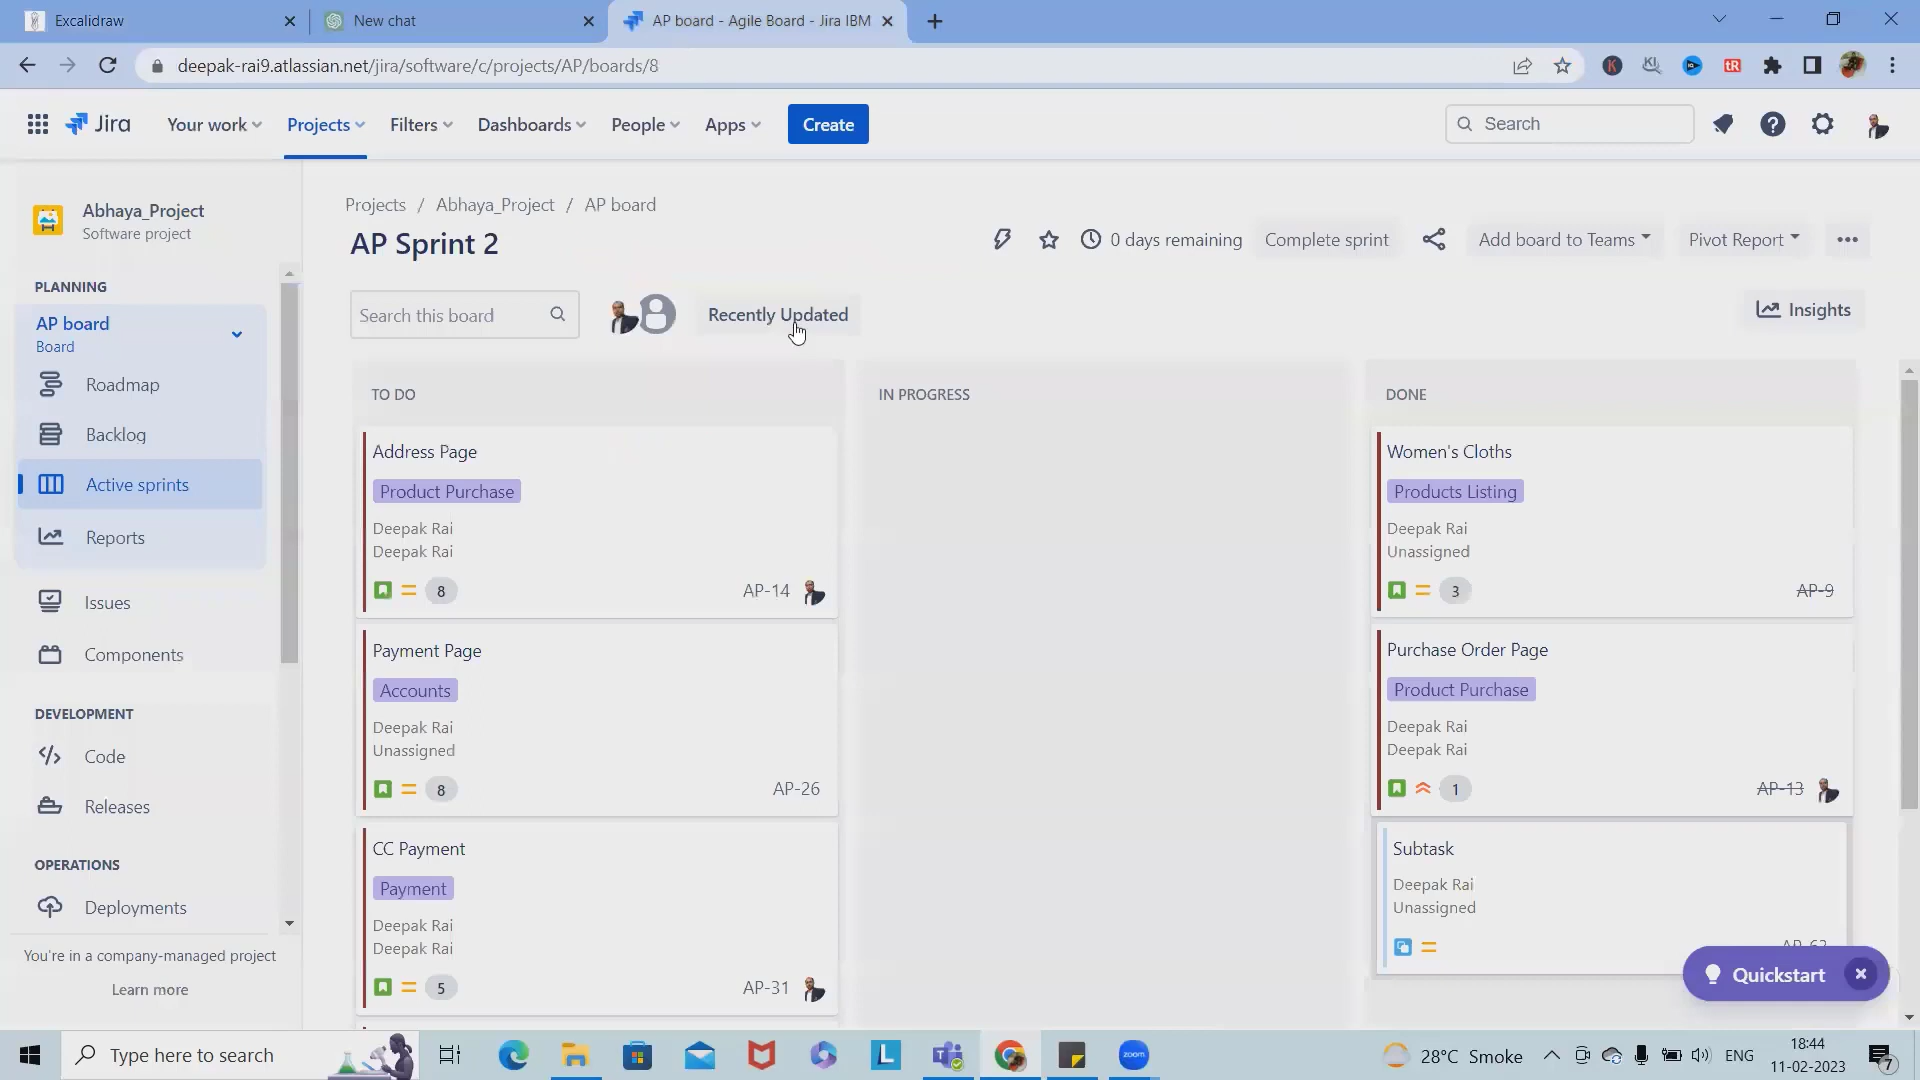 Excalidraw
New chat
AP board - Agile Board - Jira IBM
deepak-rai9.atlassian.net/jira/software/c/projects/AP/boards/8
Jira
Your work
Projects
Filters
Dashboards
People
Apps
Create
Search
Abhaya_Project
Software project
PLANNING
AP board
Board
Roadmap
Backlog
Active sprints
Reports
Issues
Components
DEVELOPMENT
Code
Releases
OPERATIONS
Deployments
You're in a company-managed project
Learn more
Projects / Abhaya_Project / AP board
AP Sprint 2
0 days remaining
Complete sprint
Add board to Teams
Pivot Report
Search this board
Recently Updated
Insights
TO DO
Address Page
Product Purchase
Deepak Rai
Deepak Rai
8
AP-14
Payment Page
Accounts
Deepak Rai
Unassigned
8
AP-26
CC Payment
Payment
Deepak Rai
Deepak Rai
5
AP-31
IN PROGRESS
DONE
Women's Cloths
Products Listing
Deepak Rai
Unassigned
3
AP-9
Purchase Order Page
Product Purchase
Deepak Rai
Deepak Rai
1
AP-13
Subtask
Deepak Rai
Unassigned
Quickstart
Type here to search
zoom
28°C Smoke
ENG
18:44
11-02-2023
7